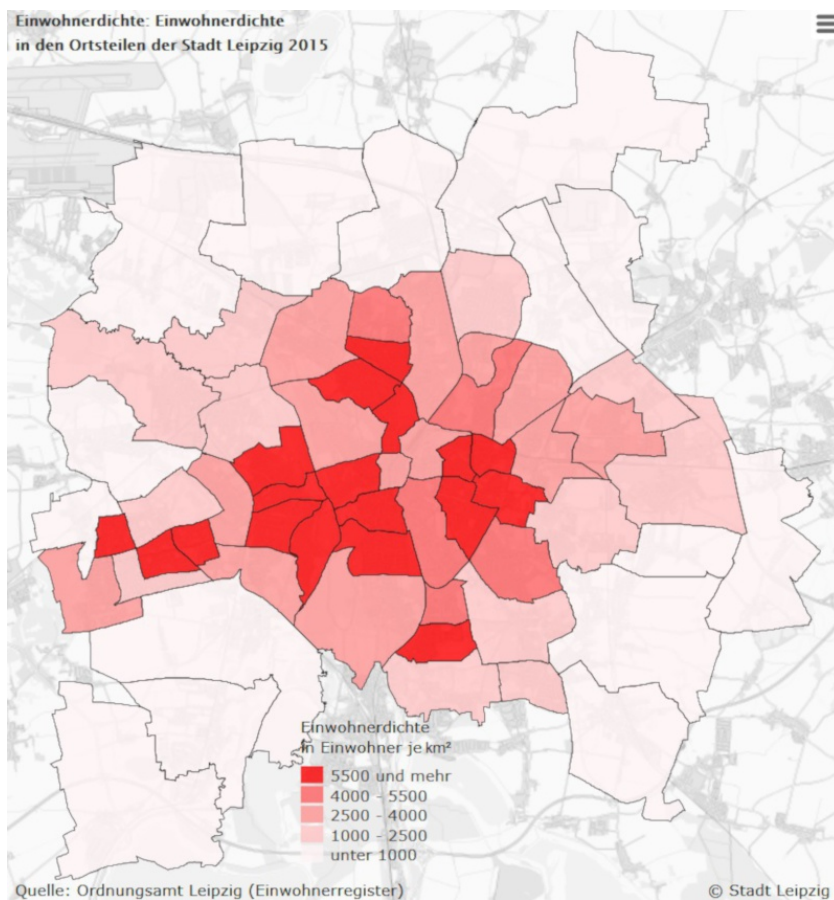 Einwohnerdichte: Einwohnerdichte
in den Ortsteilen der Stadt Leipzig 2015
Einwohnerdichte
in Einwohner je km²
5500 und mehr
4000 - 5500
2500 - 4000
1000 - 2500
unter 1000
Quelle: Ordnungsamt Leipzig (Einwohnerregister)
© Stadt Leipzig